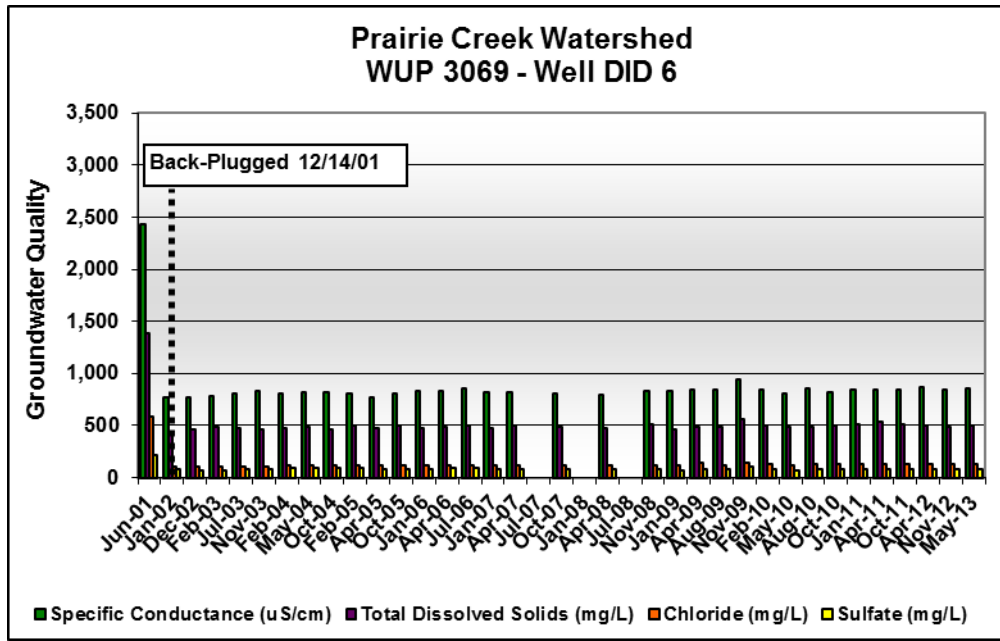 Prairie Creek Watershed
WUP 3069 - Well DID 6
Groundwater Quality
3,500
3,000
2,500
2,000
1,500
1,000
500
0
Back-Plugged 12/14/01
Jun-01
Jan-02
Dec-02
Feb-03
Jul-03
Nov-03
Feb-04
May-04
Oct-04
Feb-05
Apr-05
Oct-05
Jan-06
Apr-06
Jul-06
Jan-07
Apr-07
Jul-07
Oct-07
Jan-08
Apr-08
Jul-08
Nov-08
Jan-09
Apr-09
Aug-09
Nov-09
Feb-10
May-10
Aug-10
Oct-10
Jan-11
Apr-11
Oct-11
Apr-12
Nov-12
May-13
Specific Conductance (uS/cm) Total Dissolved Solids (mg/L) Chloride (mg/L) Sulfate (mg/L)